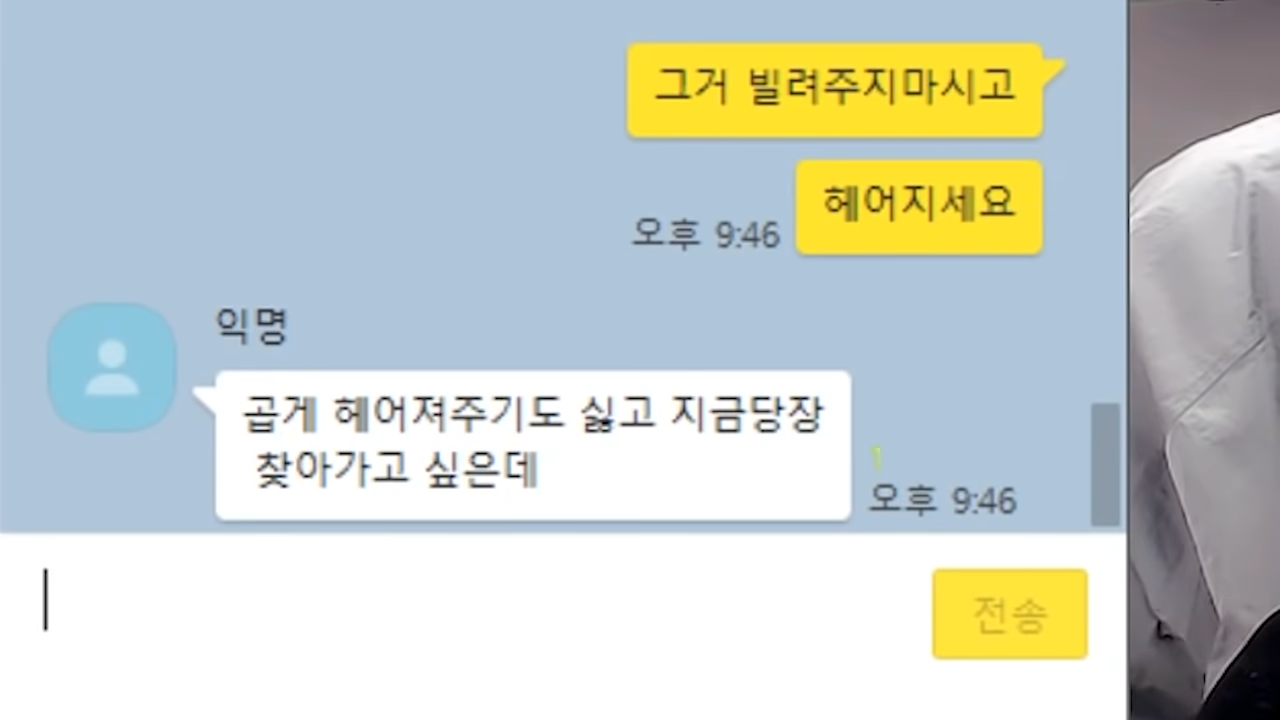 그거 빌려주지마시고
헤어지세요
오후 9:46
익명
곱게 헤어져주기도 싫고 지금당장
찾아가고 싶은데
1
오후 9:46
전송